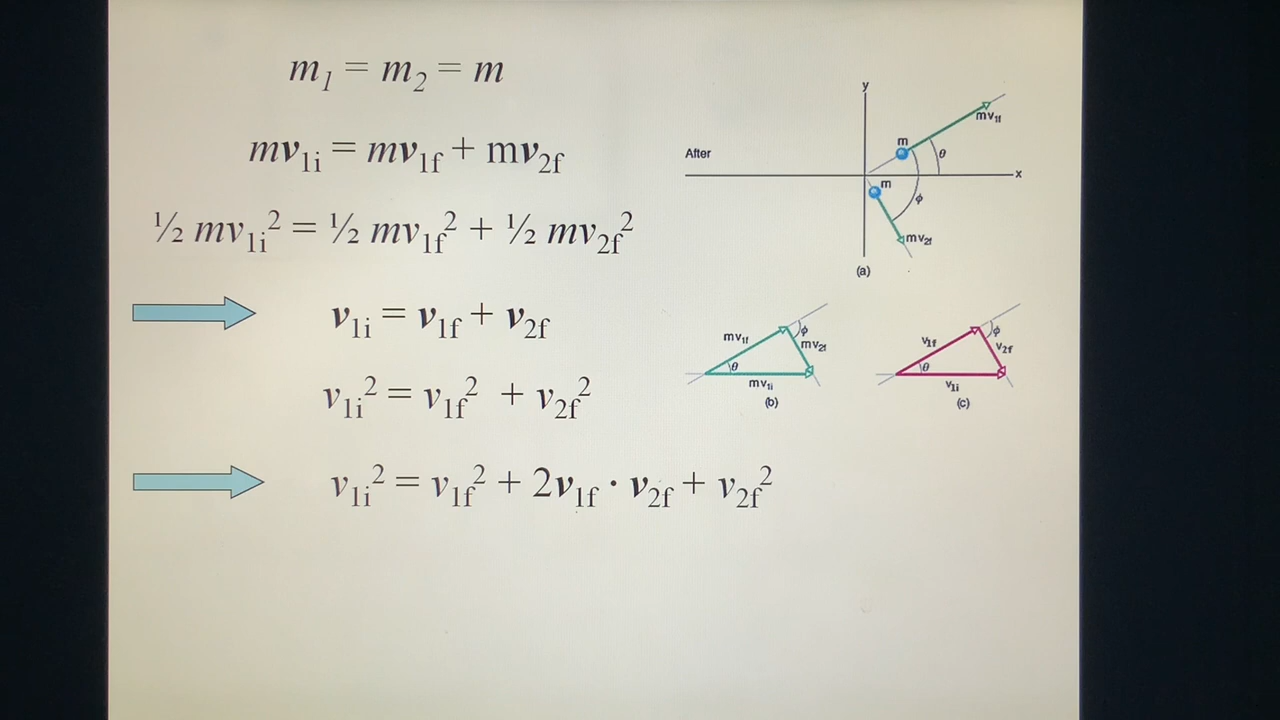 m₁ = m₂ = m
mv₁ᵢ = mv₁f + mv₂f
½ mv₁ᵢ² = ½ mv₁f² + ½ mv₂f²
v₁ᵢ = v₁f + v₂f
v₁ᵢ² = v₁f² + v₂f²
v₁ᵢ² = v₁f² + 2v₁f · v₂f + v₂f²
y
mv₁f
m
θ
After
x
m
ϕ
mv₂f
(a)
mv₁f
ϕ
mv₂f
θ
mv₁ᵢ
(b)
v₁f
ϕ
v₂f
θ
v₁ᵢ
(c)